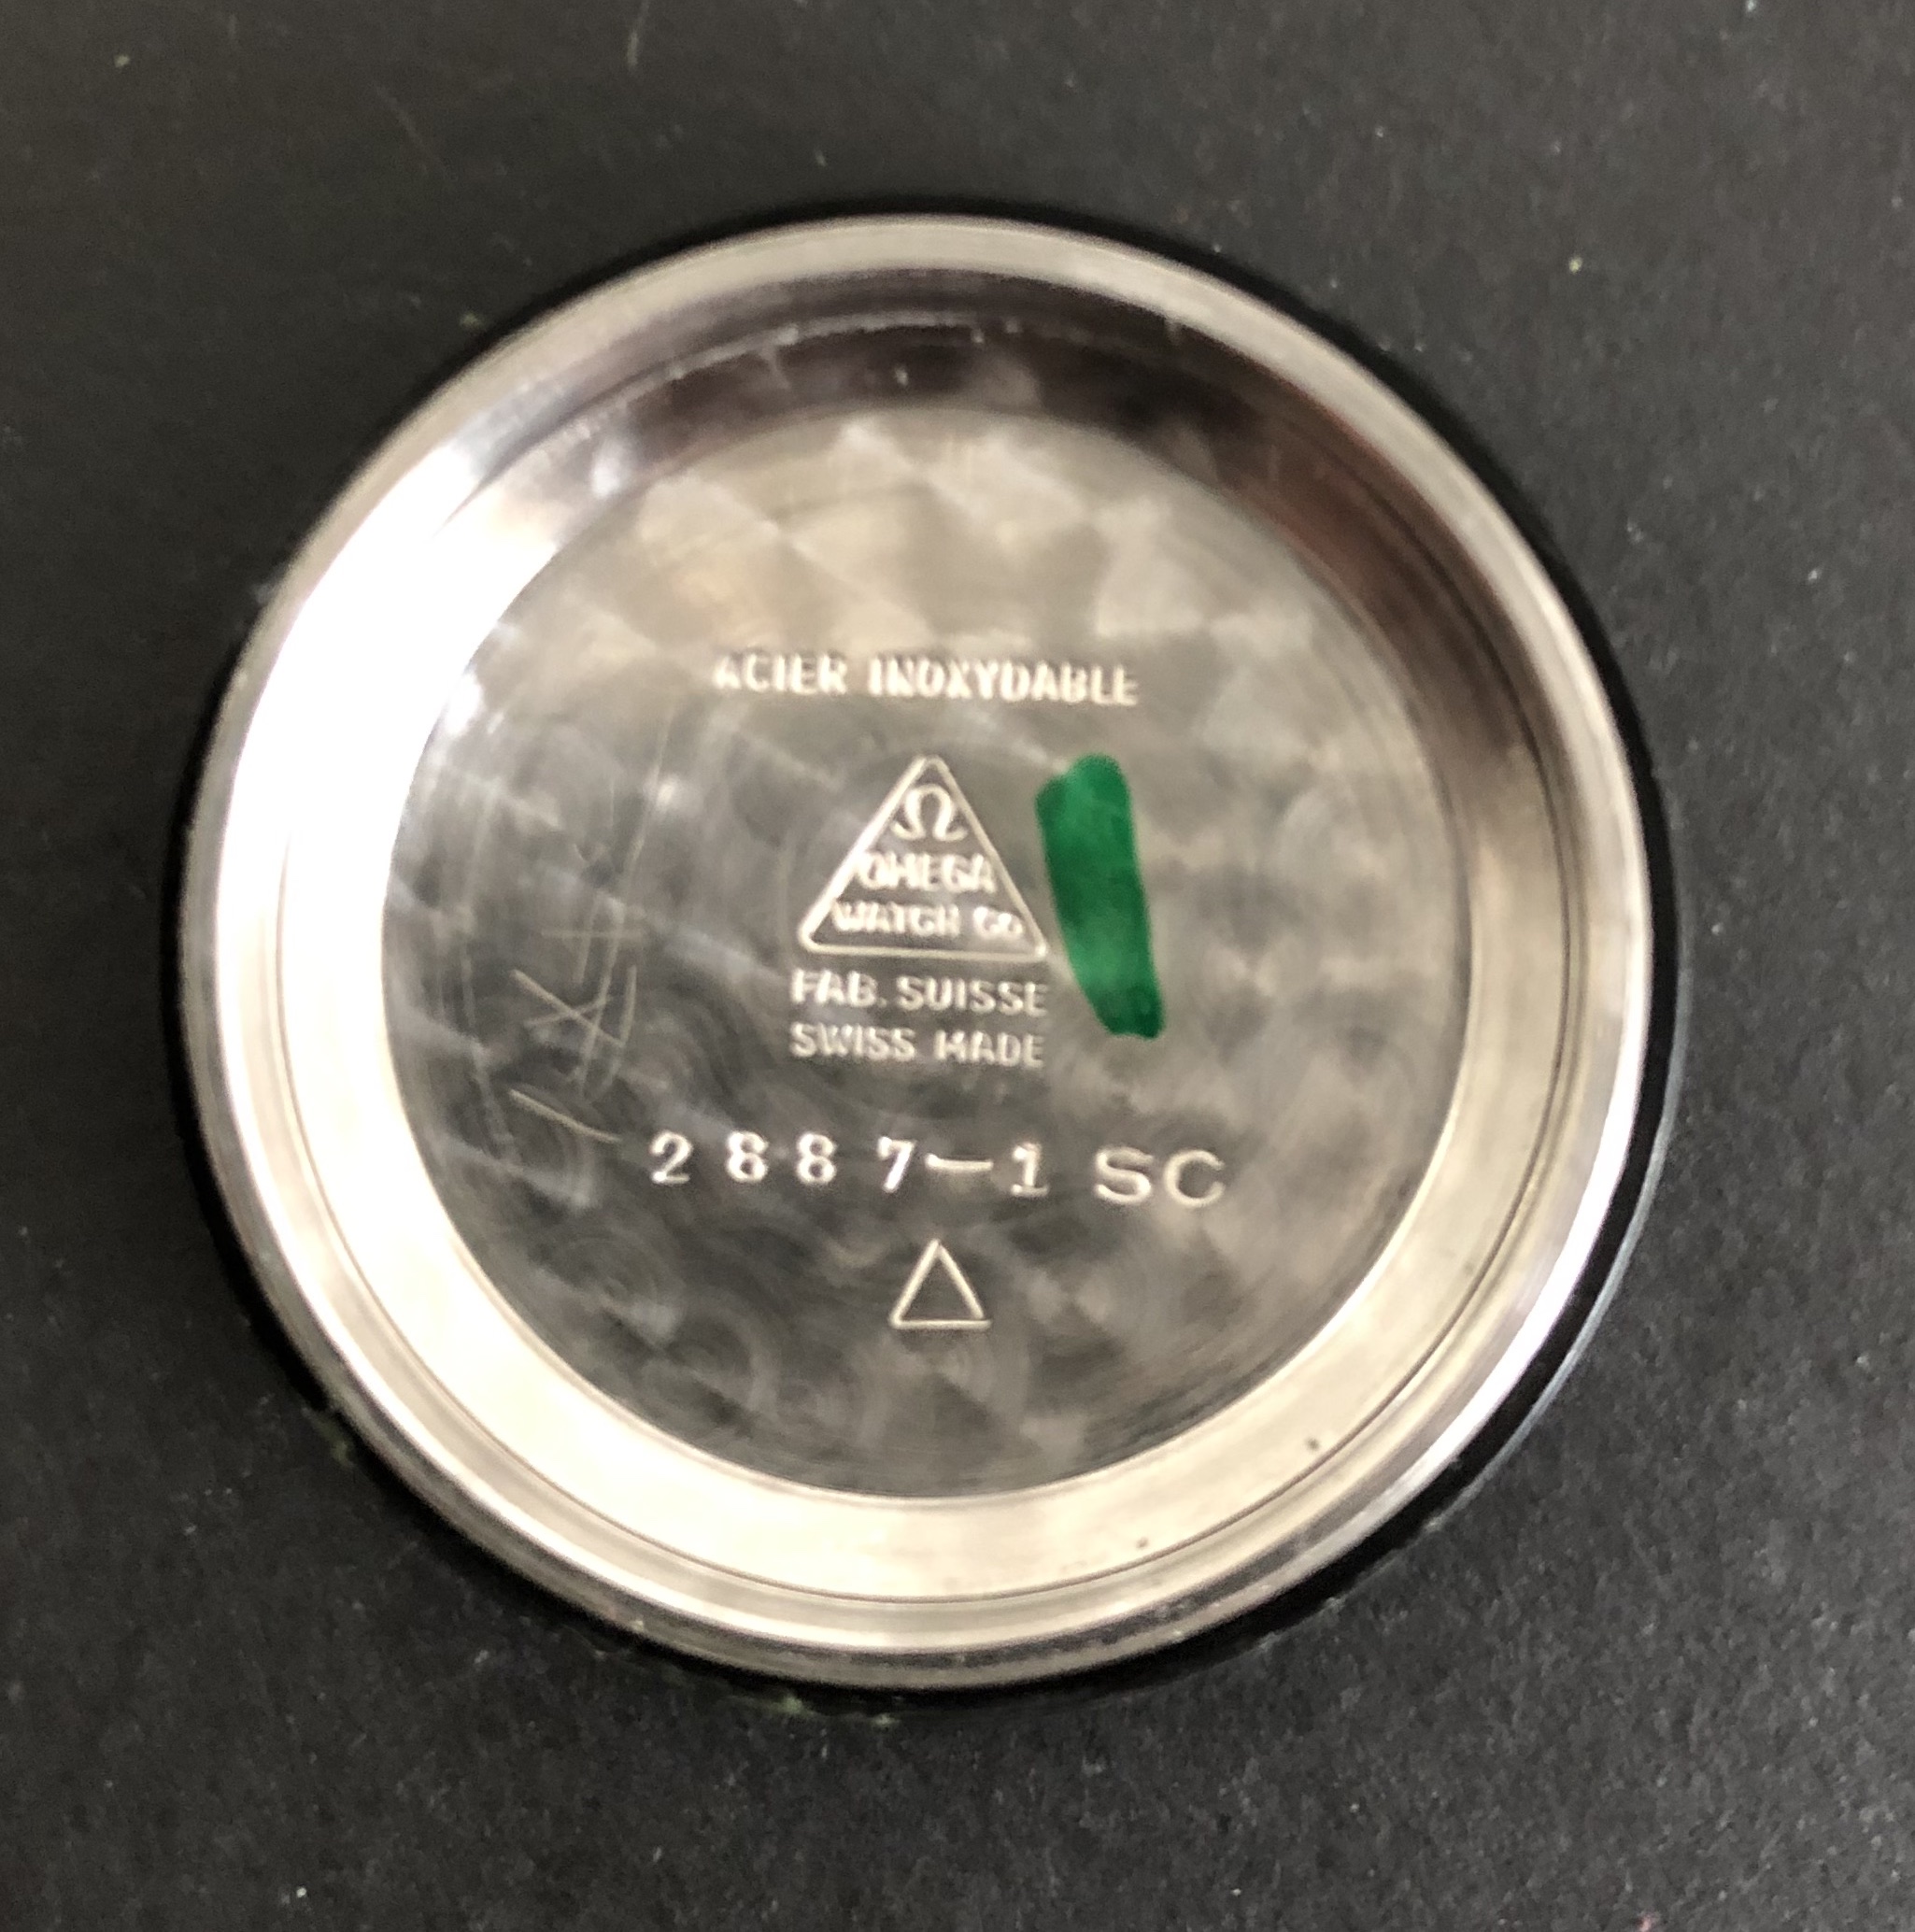 ACIER INOXYDABLE
Ω
OMEGA
WATCH Co
FAB. SUISSE
SWISS MADE
2887-1 SC